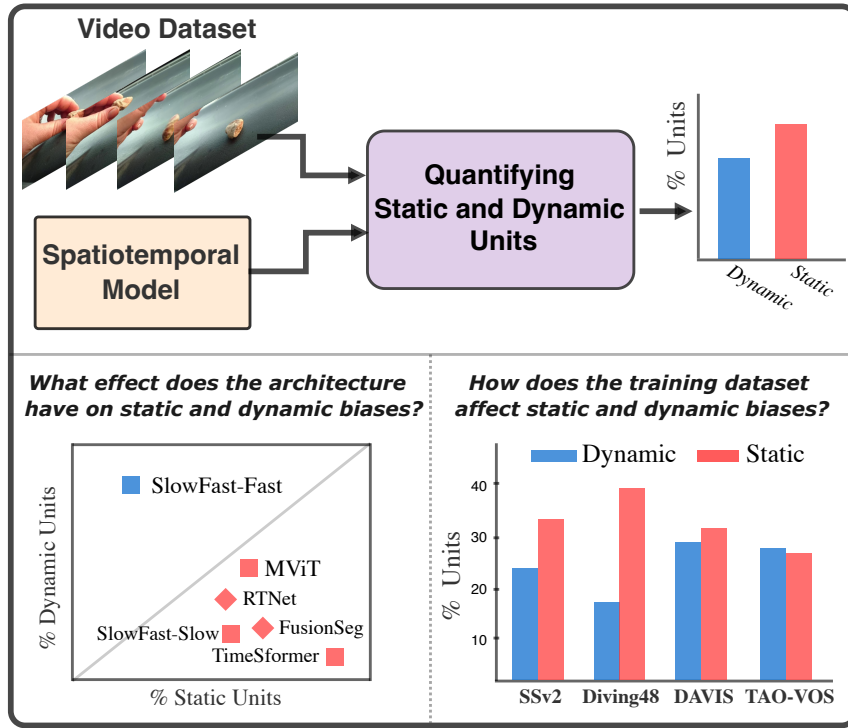 Video Dataset
Spatiotemporal
Model
Quantifying
Static and Dynamic
Units
% Units
Dynamic
Static
What effect does the architecture
have on static and dynamic biases?
% Dynamic Units
SlowFast-Fast
MViT
RTNet
FusionSeg
SlowFast-Slow
TimeSformer
% Static Units
How does the training dataset
affect static and dynamic biases?
Dynamic
Static
% Units
40
30
20
10
SSv2
Diving48
DAVIS
TAO-VOS